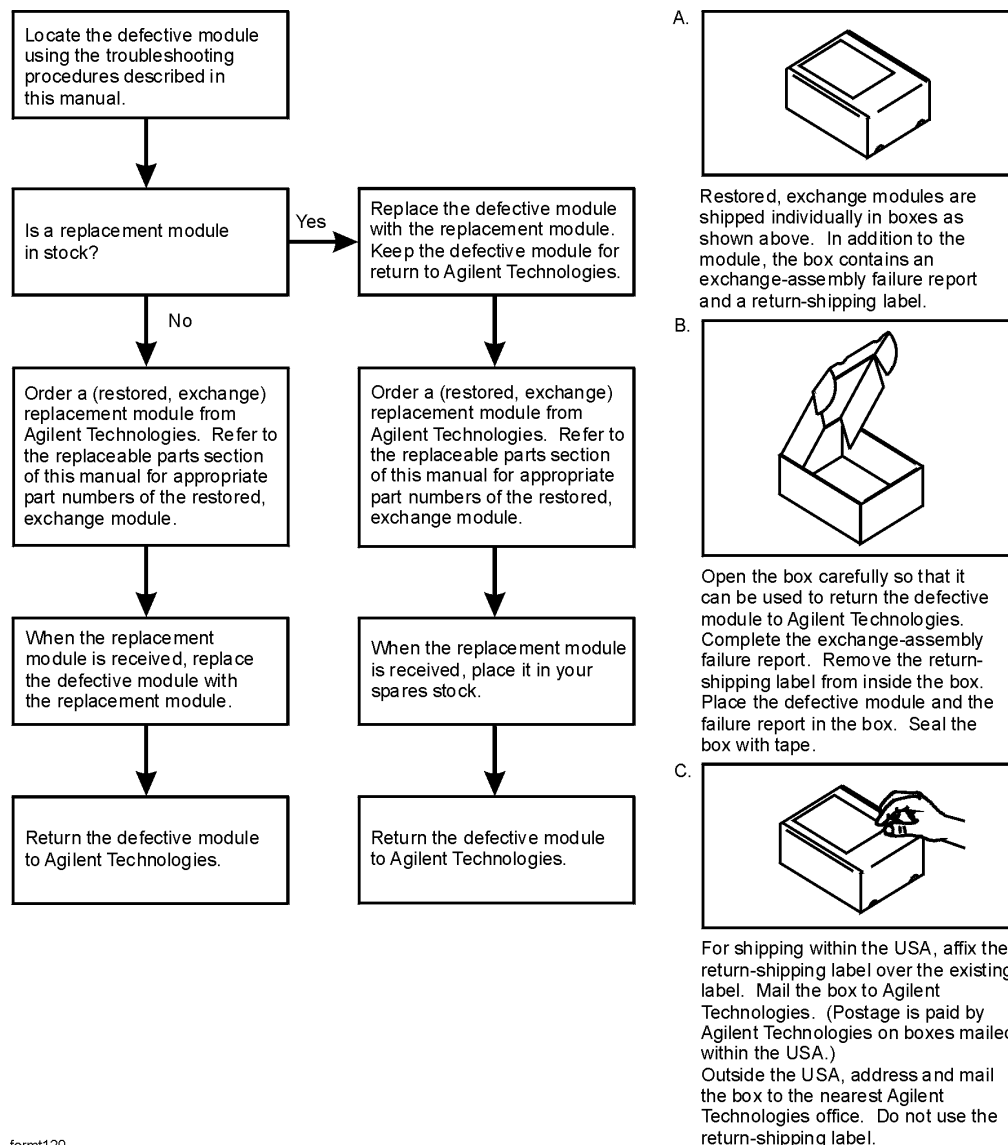 Locate the defective module
using the troubleshooting
procedures described in
this manual.
Is a replacement module
in stock?
Yes
No
Replace the defective module
with the replacement module.
Keep the defective module for
return to Agilent Technologies.
Order a (restored, exchange)
replacement module from
Agilent Technologies.  Refer to
the replaceable parts section
of this manual for appropriate
part numbers of the restored,
exchange module.
Order a (restored, exchange)
replacement module from
Agilent Technologies.  Refer to
the replaceable parts section
of this manual for appropriate
part numbers of the restored,
exchange module.
When the replacement
module is received, replace
the defective module with
the replacement module.
When the replacement module
is received, place it in your
spares stock.
Return the defective module
to Agilent Technologies.
Return the defective module
to Agilent Technologies.
A.
Restored, exchange modules are
shipped individually in boxes as
shown above.  In addition to the
module, the box contains an
exchange-assembly failure report
and a return-shipping label.
B.
Open the box carefully so that it
can be used to return the defective
module to Agilent Technologies.
Complete the exchange-assembly
failure report.  Remove the return-
shipping label from inside the box.
Place the defective module and the
failure report in the box.  Seal the
box with tape.
C.
For shipping within the USA, affix the
return-shipping label over the existing
label.  Mail the box to Agilent
Technologies.  (Postage is paid by
Agilent Technologies on boxes mailed
within the USA.)
Outside the USA, address and mail
the box to the nearest Agilent
Technologies office.  Do not use the
return-shipping label.